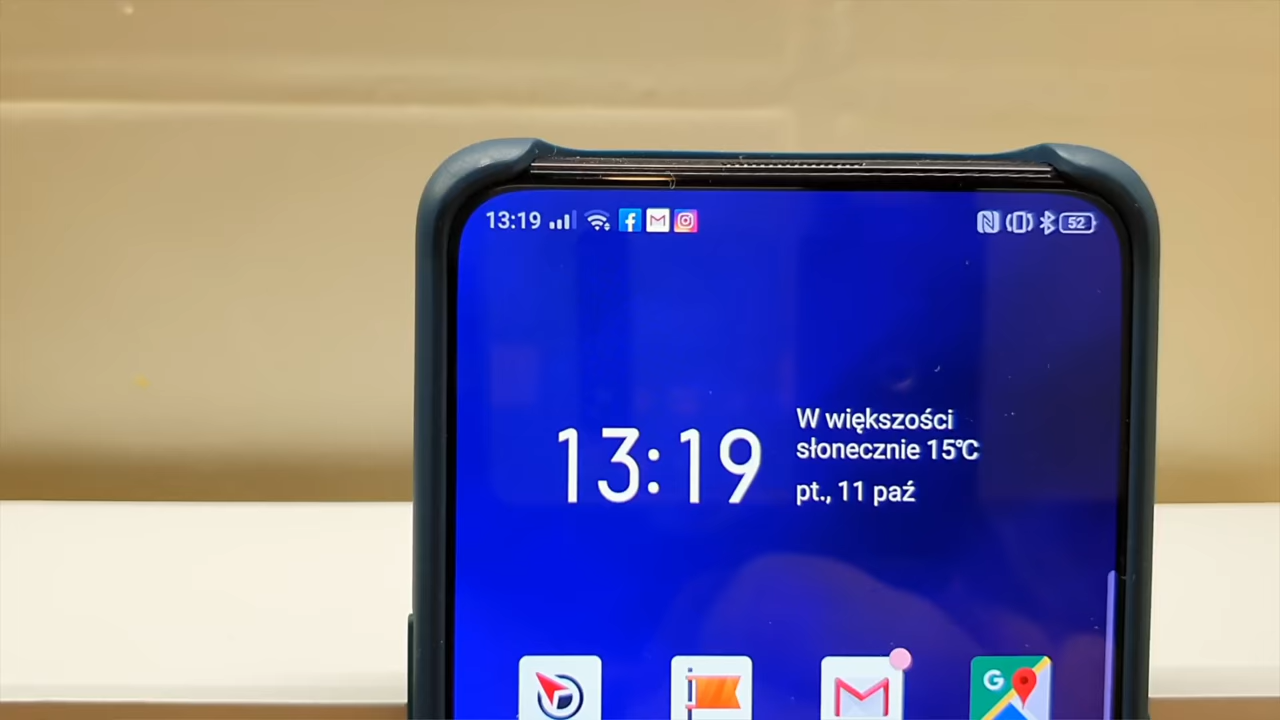 13:19
52
13:19
W większości
słonecznie 15℃
pt., 11 paź
G